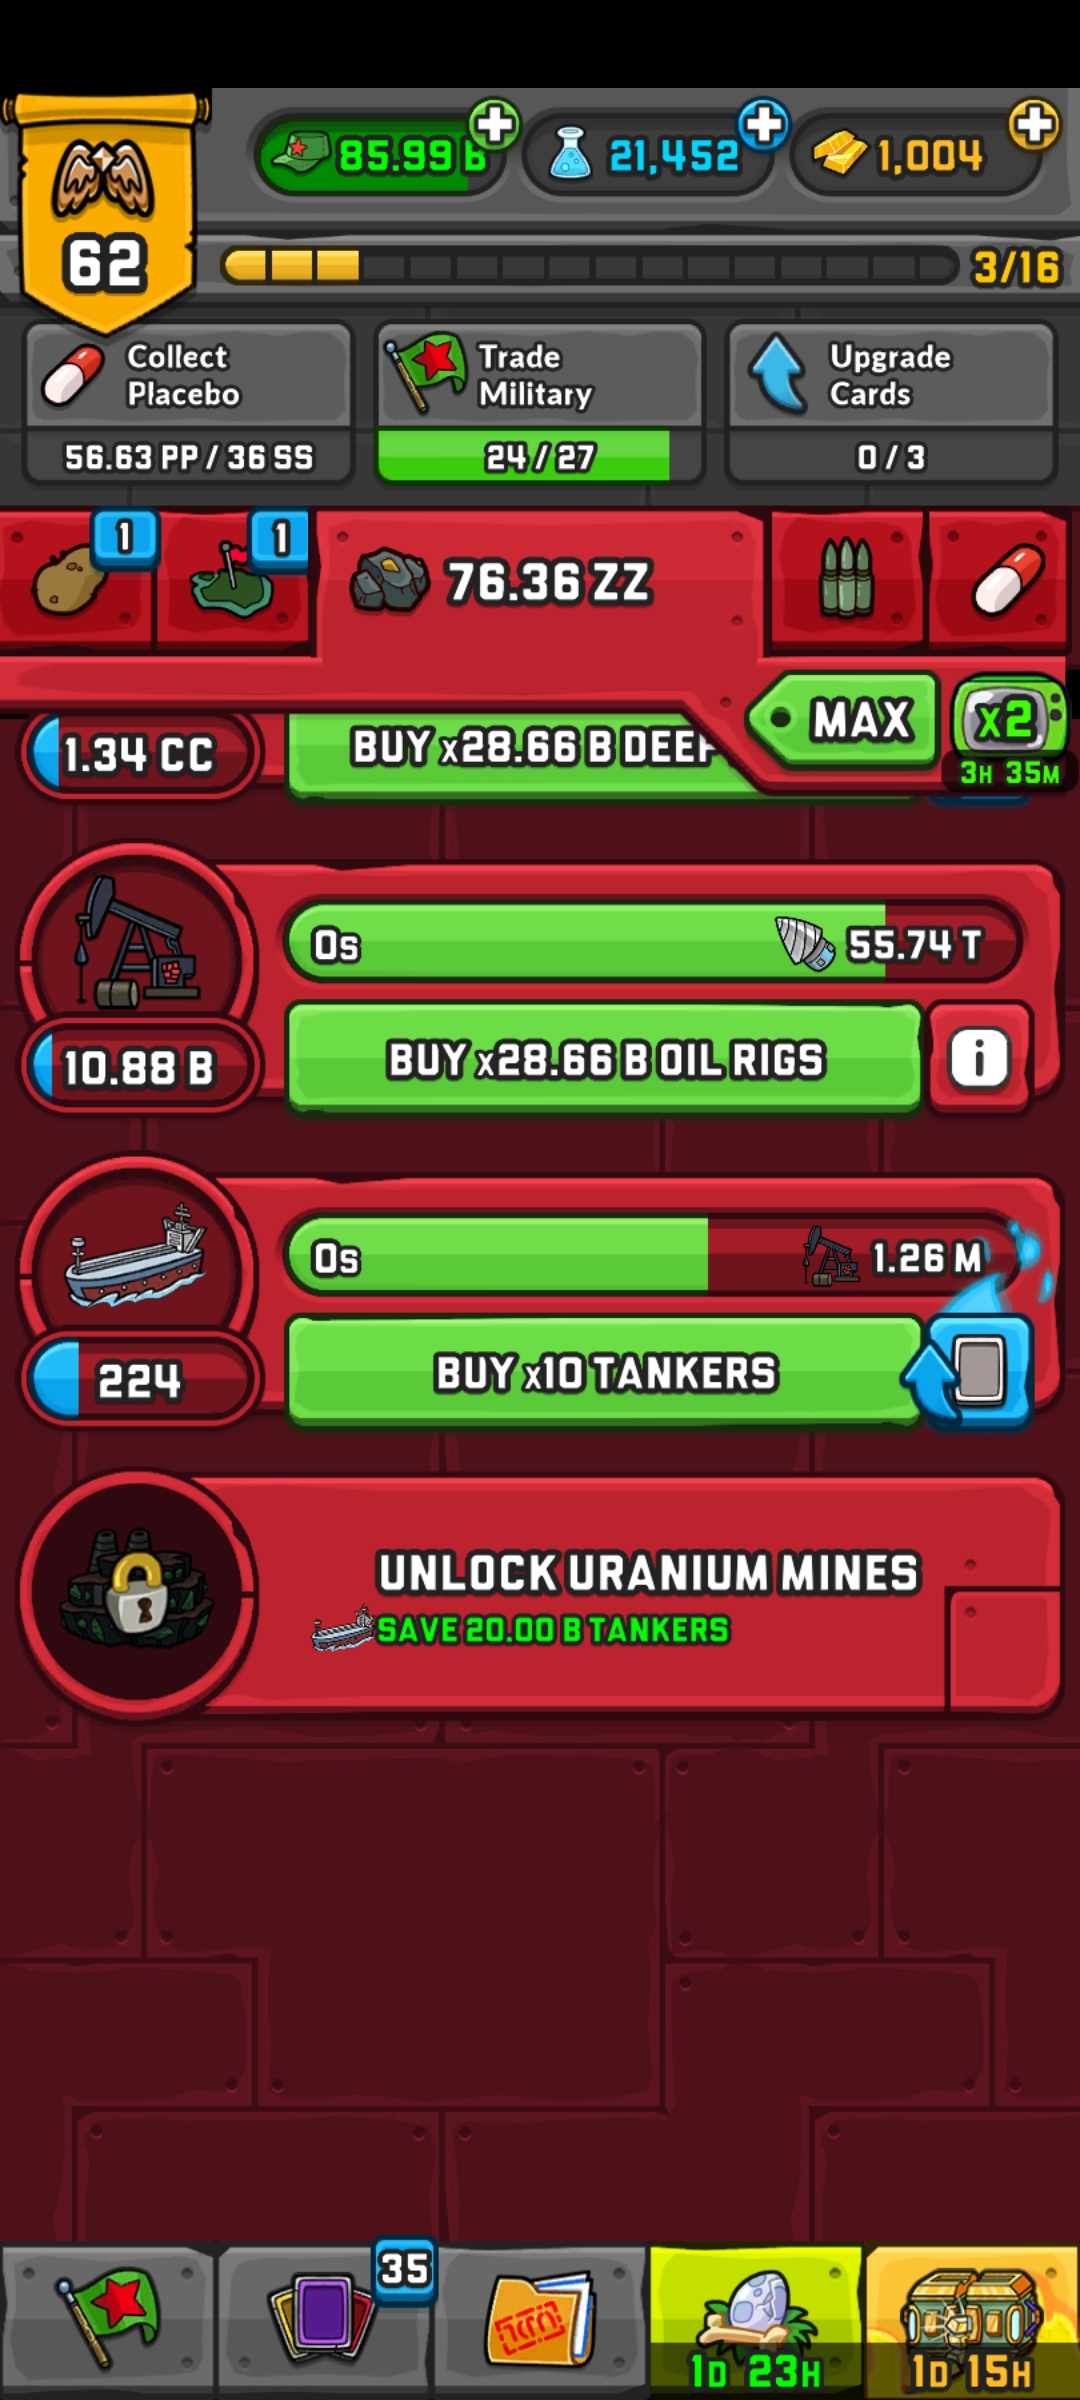 85.99 B
21,452
1,004
62
3/16
Collect
Placebo
56.63 PP / 36 SS
Trade
Military
24 / 27
Upgrade
Cards
0 / 3
1
1
76.36 ZZ
MAX
x2
3H 35M
1.34 CC
BUY x28.66 B DEEP
0s
55.74 T
10.88 B
BUY x28.66 B OIL RIGS
i
0s
1.26 M
224
BUY x10 TANKERS
UNLOCK URANIUM MINES
SAVE 20.00 B TANKERS
35
1D 23H
1D 15H